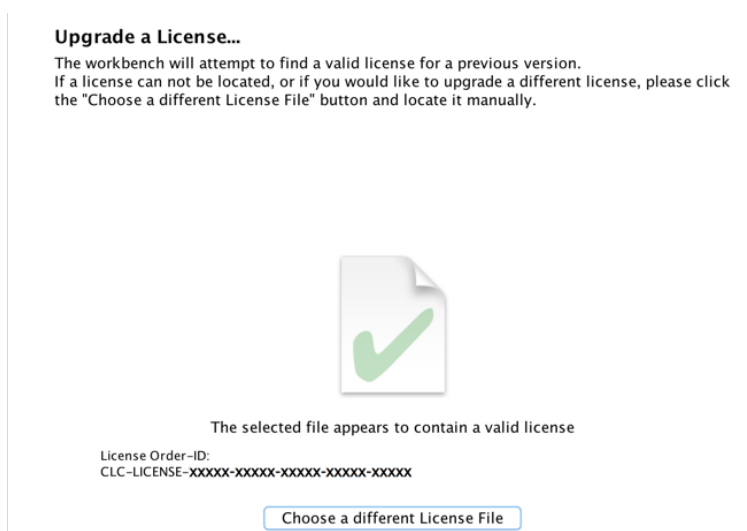 Upgrade a License...
The workbench will attempt to find a valid license for a previous version.
If a license can not be located, or if you would like to upgrade a different license, please click
the "Choose a different License File" button and locate it manually.
The selected file appears to contain a valid license
License Order-ID:
CLC-LICENSE-XXXXX-XXXXX-XXXXX-XXXXX-XXXXX
Choose a different License File